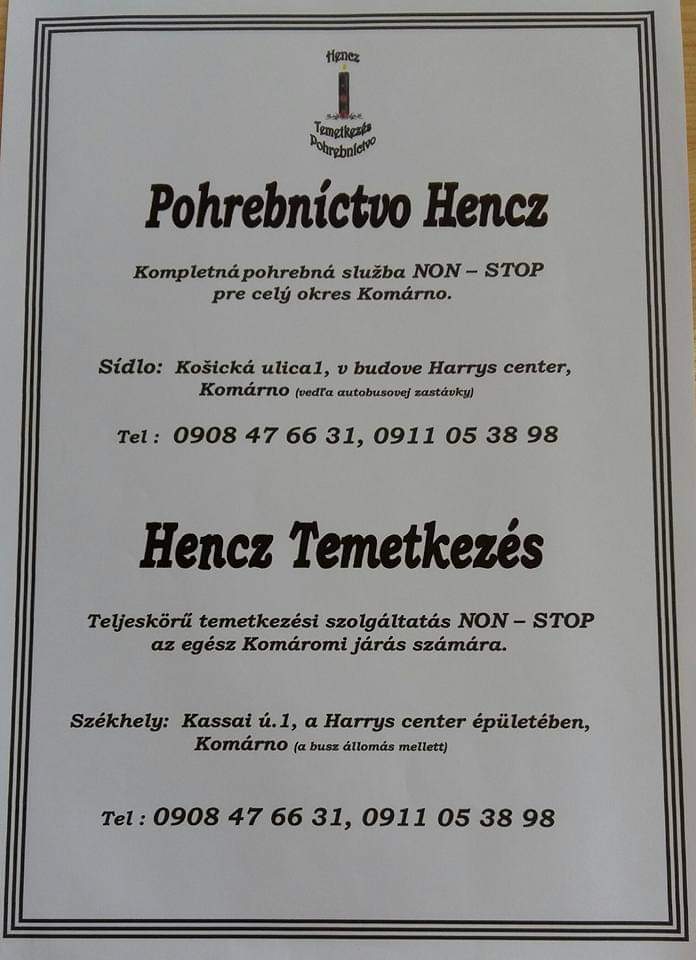 Hencz
Temetkezés
Pohrebníctvo
Pohrebníctvo Hencz
Kompletná pohrebná služba NON – STOP
pre celý okres Komárno.
Sídlo: Košická ulica1, v budove Harrys center,
Komárno (vedľa autobusovej zastávky)
Tel : 0908 47 66 31, 0911 05 38 98
Hencz Temetkezés
Teljeskörű temetkezési szolgáltatás NON – STOP
az egész Komáromi járás számára.
Székhely: Kassai ú.1, a Harrys center épületében,
Komárno (a busz állomás mellett)
Tel : 0908 47 66 31, 0911 05 38 98